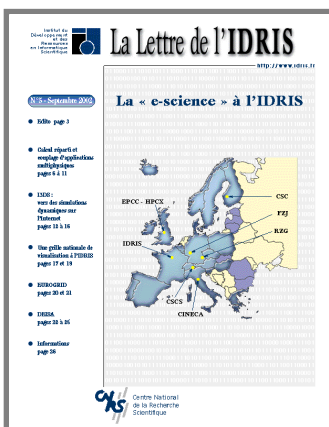 Institut du
Développement
et des
Ressources
en Informatique
Scientifique
La Lettre de l'IDRIS
http://www.idris.fr
N°5 - Septembre 2002
La « e-science » à l'IDRIS
Edito page 3
Calcul réparti et
couplage d'applications
multiphysiques
pages 6 à 11
I3DS :
vers des simulations
dynamiques sur
l'Internet
pages 12 à 16
Une grille nationale de
visualisation à l'IDRIS
pages 17 et 19
EUROGRID
pages 20 et 21
DEISA
pages 22 à 25
Informations
page 26
EPCC - HPCX
CSC
FZJ
RZG
IDRIS
CSCS
CINECA
CNRS
Centre National
de la Recherche
Scientifique